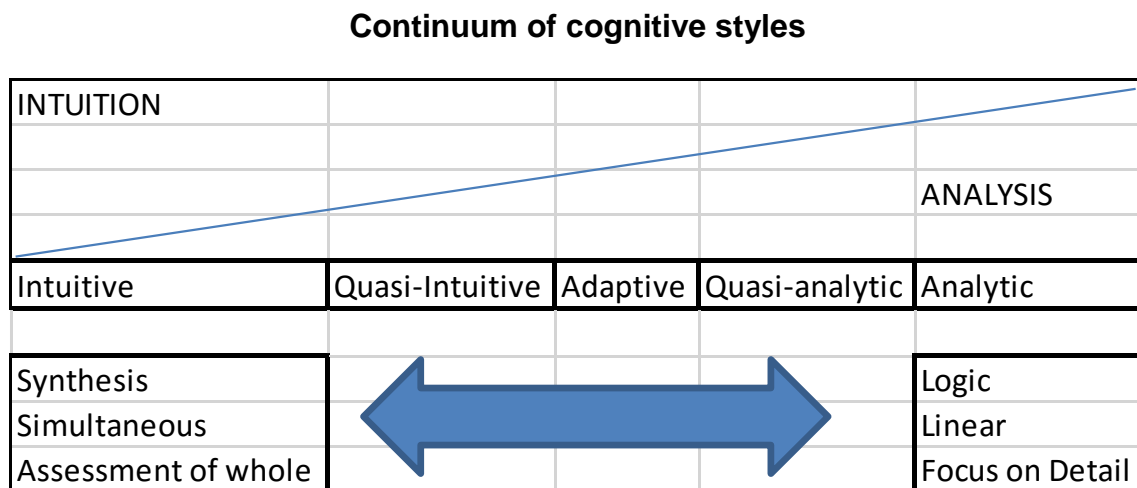 Continuum of cognitive styles
INTUITION
ANALYSIS
Intuitive Quasi-Intuitive Adaptive Quasi-analytic Analytic
Synthesis Logic
Simultaneous Linear
Assessment of whole Focus on Detail